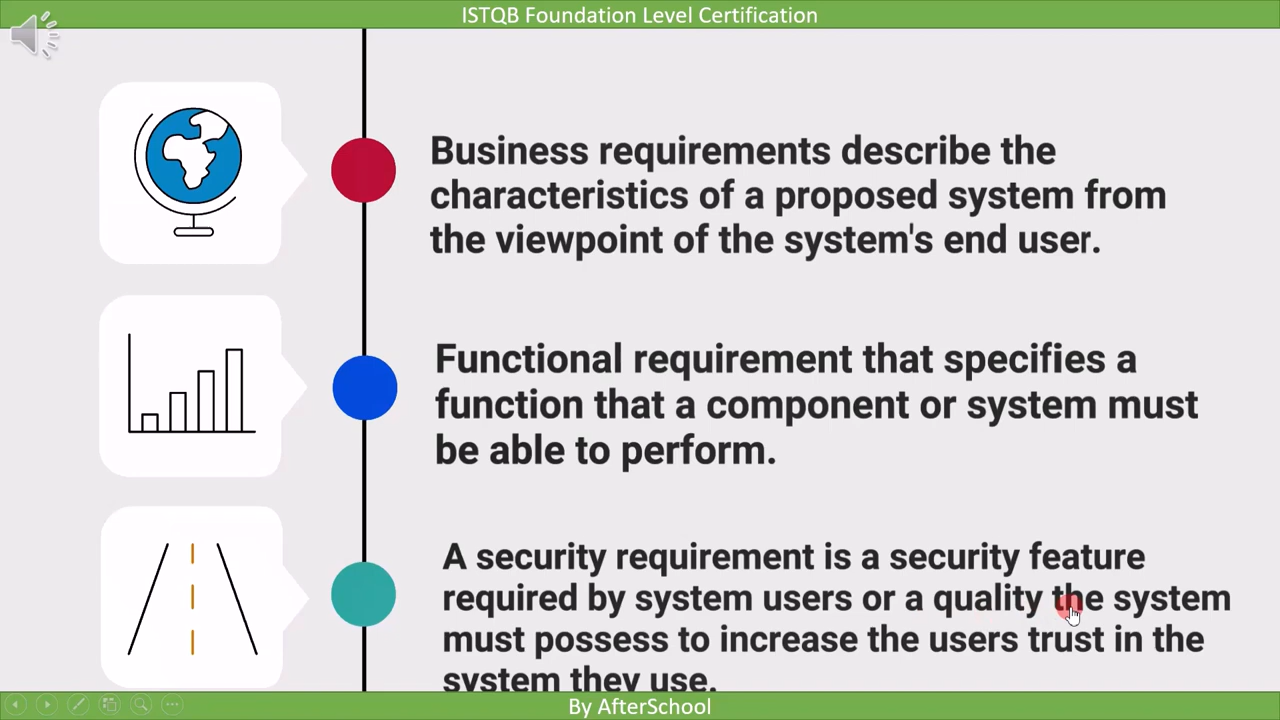 ISTQB Foundation Level Certification
Business requirements describe the
characteristics of a proposed system from
the viewpoint of the system's end user.
Functional requirement that specifies a
function that a component or system must
be able to perform.
A security requirement is a security feature
required by system users or a quality the system
must possess to increase the users trust in the
system they use.
By AfterSchool